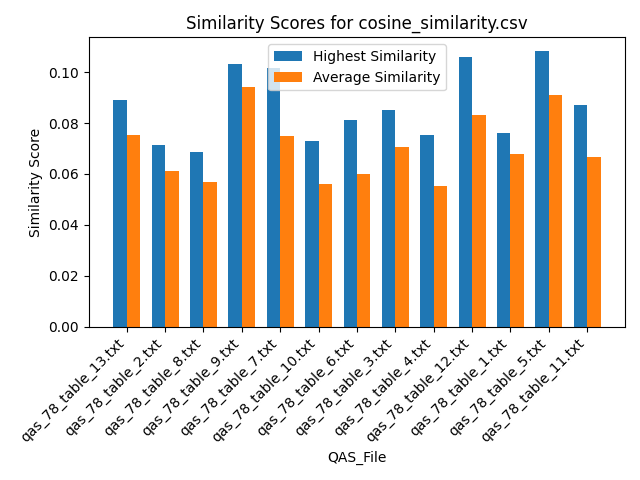 Similarity Scores for cosine_similarity.csv
Highest Similarity
Average Similarity
Similarity Score
0.10
0.08
0.06
0.04
0.02
0.00
qas_78_table_13.txt
qas_78_table_2.txt
qas_78_table_8.txt
qas_78_table_9.txt
qas_78_table_7.txt
qas_78_table_10.txt
qas_78_table_6.txt
qas_78_table_3.txt
qas_78_table_4.txt
qas_78_table_12.txt
qas_78_table_1.txt
qas_78_table_5.txt
qas_78_table_11.txt
QAS_File